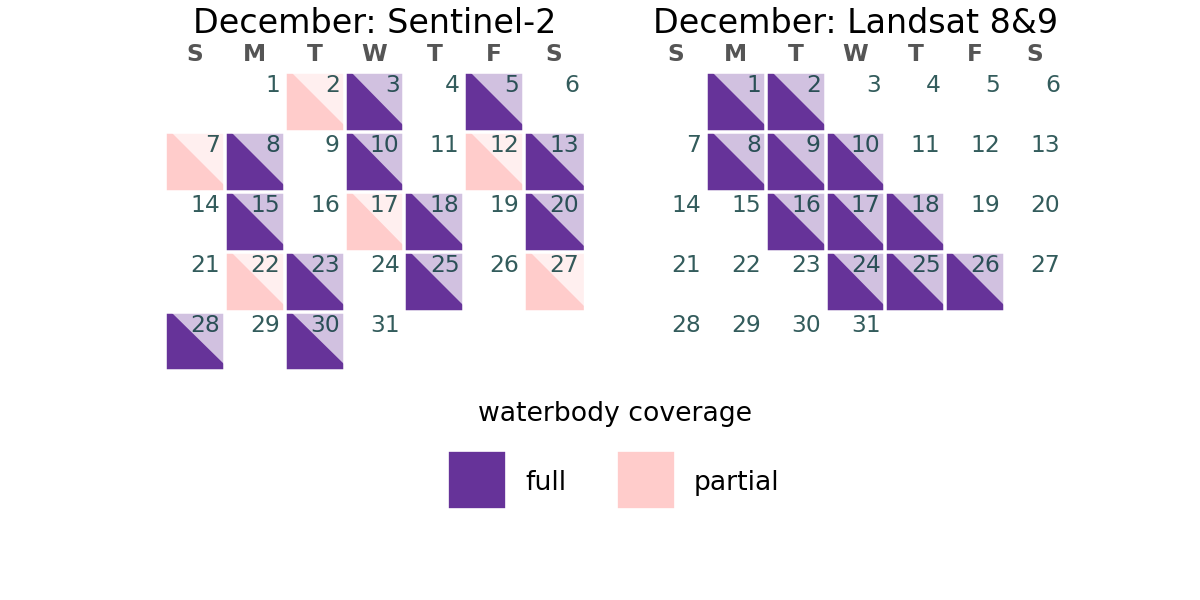 December: Sentinel-2
S M T W T F S
1 2 3 4 5 6
7 8 9 10 11 12 13
14 15 16 17 18 19 20
21 22 23 24 25 26 27
28 29 30 31
December: Landsat 8&9
S M T W T F S
1 2 3 4 5 6
7 8 9 10 11 12 13
14 15 16 17 18 19 20
21 22 23 24 25 26 27
28 29 30 31
waterbody coverage
full partial